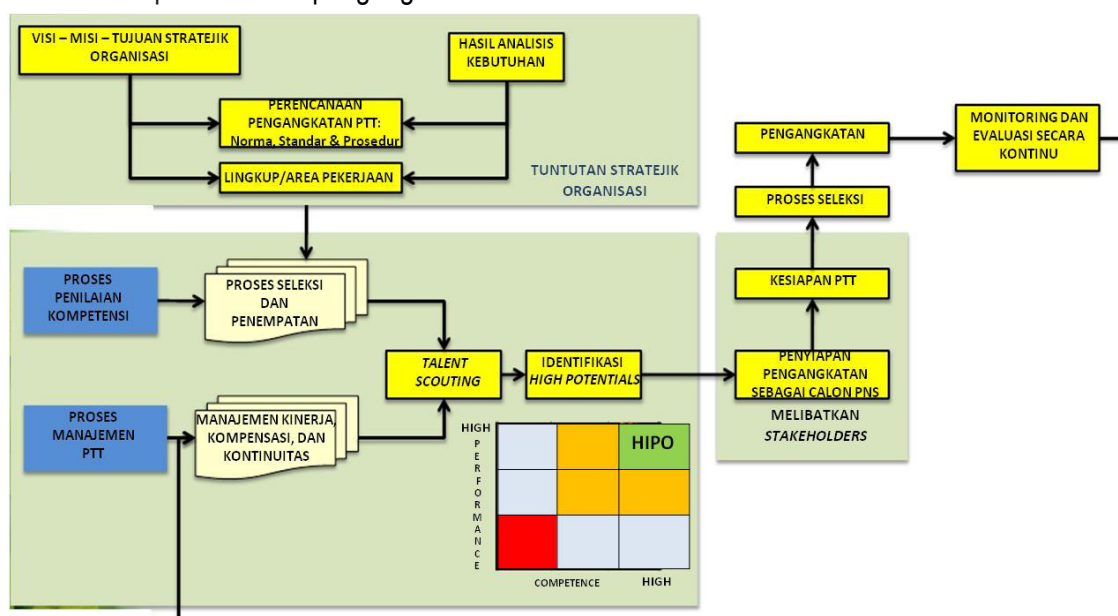 VISI – MISI – TUJUAN STRATEJIK
ORGANISASI
HASIL ANALISIS
KEBUTUHAN
PERENCANAAN
PENGANGKATAN PTT:
Norma, Standar & Prosedur
LINGKUP/AREA PEKERJAAN
TUNTUTAN STRATEJIK
ORGANISASI
PENGANGKATAN
MONITORING DAN
EVALUASI SECARA
KONTINU
PROSES SELEKSI
KESIAPAN PTT
PENYIAPAN
PENGANGKATAN
SEBAGAI CALON PNS
MELIBATKAN
STAKEHOLDERS
PROSES
PENILAIAN
KOMPETENSI
PROSES SELEKSI
DAN
PENEMPATAN
TALENT
SCOUTING
IDENTIFIKASI
HIGH POTENTIALS
PROSES
MANAJEMEN
PTT
MANAJEMEN KINERJA,
KOMPENSASI, DAN
KONTINUITAS
HIGH
PERFORMANCE
HIPO
COMPETENCE
HIGH